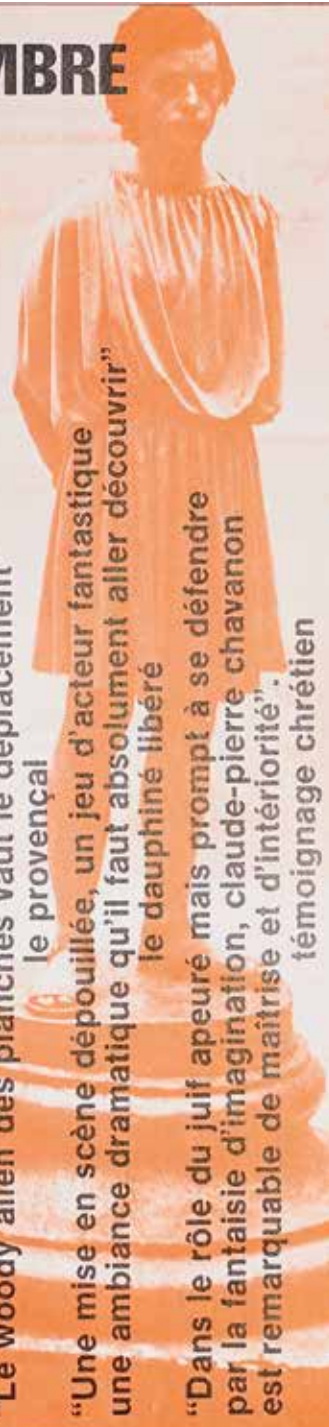 MBRE
"Le woody allen des planches vaut le déplacement
le provençal
"Une mise en scène dépouillée, un jeu d'acteur fantastique
une ambiance dramatique qu'il faut absolument aller découvrir"
le dauphiné libéré
"Dans le rôle du juif apeuré mais prompt à se défendre
par la fantaisie d'imagination, claude-pierre chavanon
est remarquable de maîtrise et d'intériorité".
témoignage chrétien